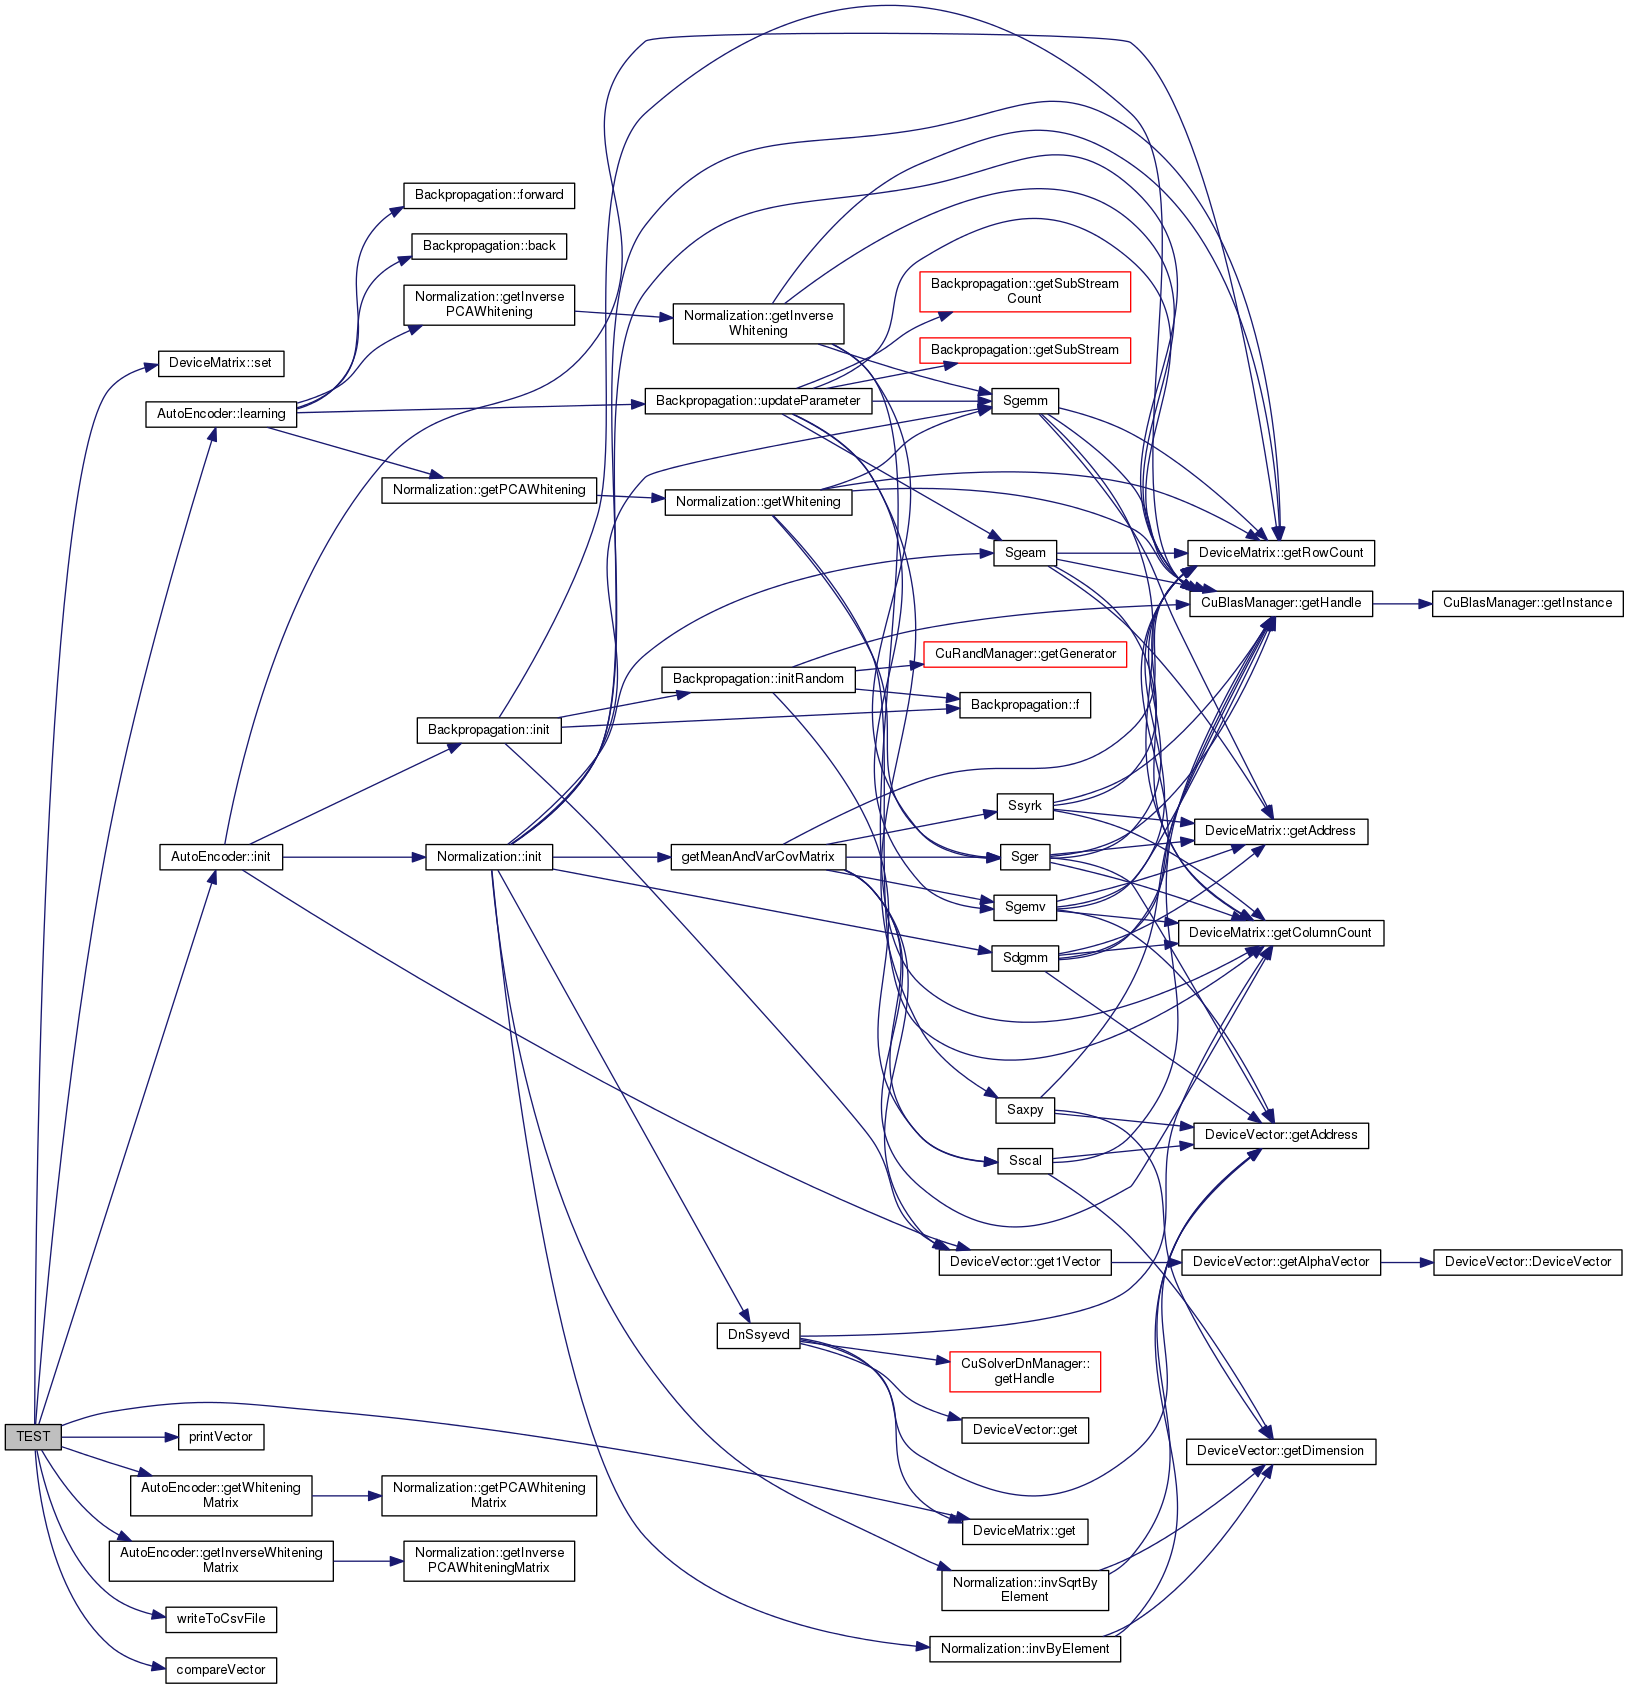 TEST
DeviceMatrix::set
AutoEncoder::learning
AutoEncoder::init
printVector
AutoEncoder::getWhitening
Matrix
AutoEncoder::getInverseWhitening
Matrix
writeToCsvFile
compareVector
Backpropagation::forward
Backpropagation::back
Normalization::getInverse
PCAWhitening
Normalization::getPCAWhitening
Backpropagation::init
Normalization::init
Normalization::getPCAWhitening
Matrix
Normalization::getInverse
PCAWhiteningMatrix
Normalization::getInverse
Whitening
Backpropagation::updateParameter
Normalization::getWhitening
Backpropagation::initRandom
getMeanAndVarCovMatrix
DnSsyevd
Backpropagation::getSubStream
Count
Backpropagation::getSubStream
Sgemm
Sgeam
CuRandManager::getGenerator
Backpropagation::f
Ssyrk
Sger
Sgemv
Sdgmm
Saxpy
Sscal
DeviceVector::get1Vector
CuSolverDnManager::
getHandle
DeviceVector::get
DeviceMatrix::get
Normalization::invSqrtBy
Element
Normalization::invByElement
DeviceMatrix::getRowCount
CuBlasManager::getHandle
DeviceMatrix::getAddress
DeviceMatrix::getColumnCount
DeviceVector::getAddress
DeviceVector::getAlphaVector
DeviceVector::getDimension
CuBlasManager::getInstance
DeviceVector::DeviceVector